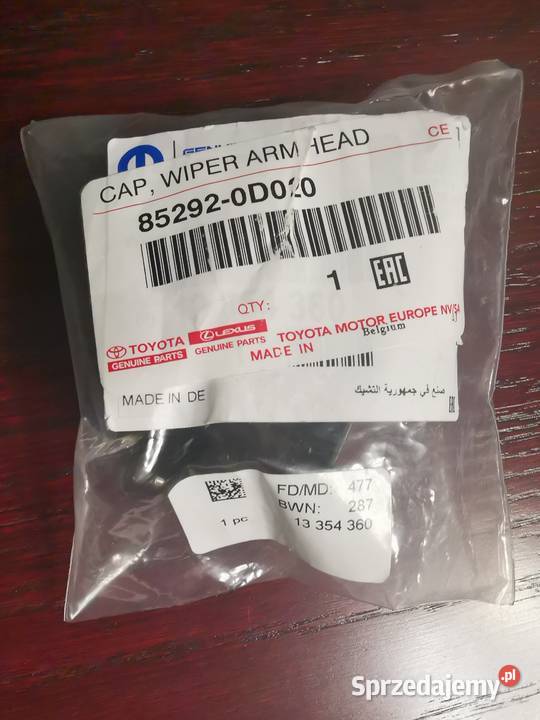 CAP, WIPER ARM HEAD
CE
85292-0D020
1
EAC
QTY:
TOYOTA
GENUINE PARTS
LEXUS
GENUINE PARTS
TOYOTA MOTOR EUROPE NV/SA
MADE IN
Belgium
MADE IN DE
صنع في جمهورية التشيك
FD/MD: 477
BWN: 287
1 pc
13 354 360
Sprzedajemy.pl